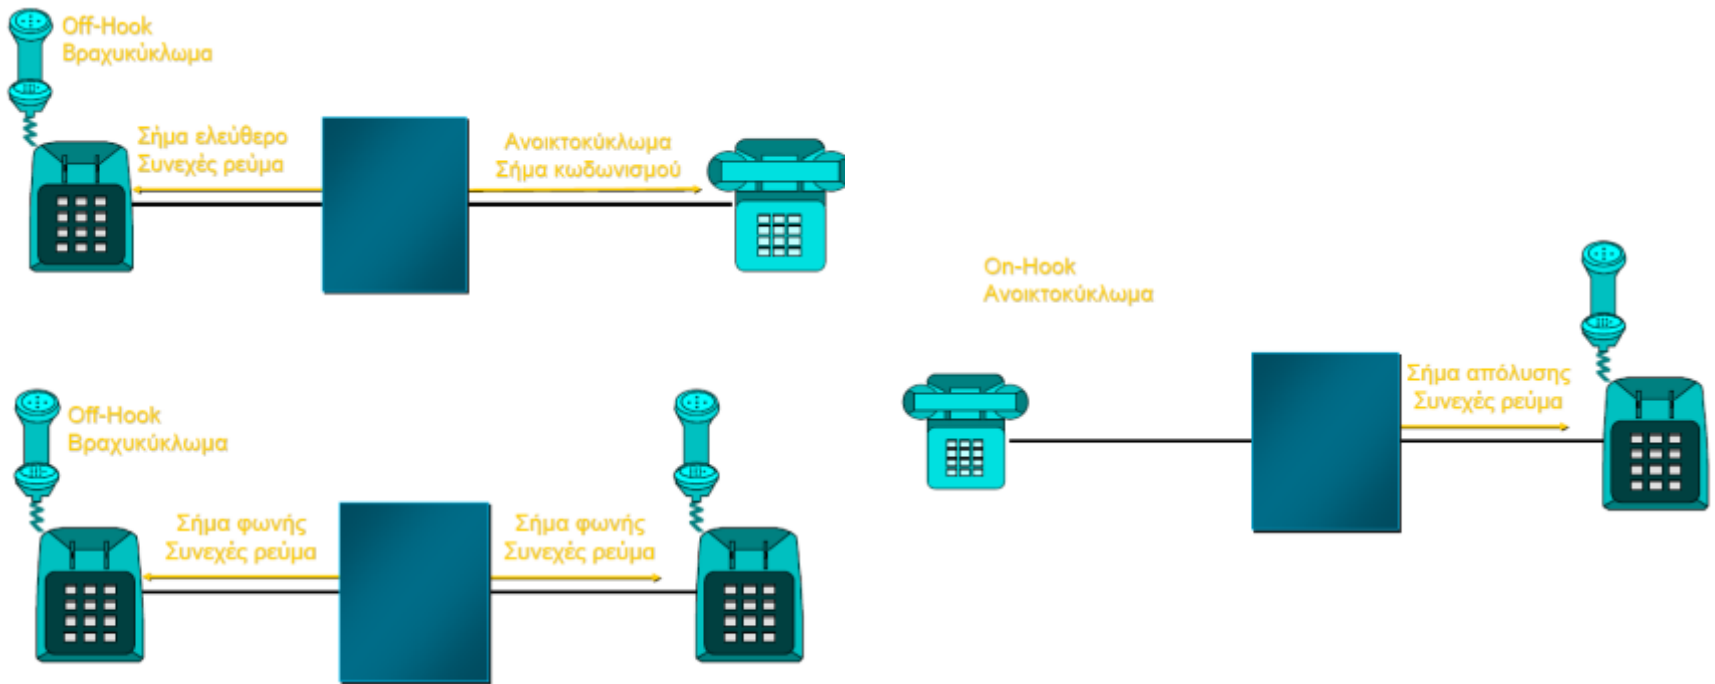 Off-Hook
Βραχυκύκλωμα
Σήμα ελεύθερο
Συνεχές ρεύμα
Ανοικτοκύκλωμα
Σήμα κωδωνισμού
Off-Hook
Βραχυκύκλωμα
Σήμα φωνής
Συνεχές ρεύμα
Σήμα φωνής
Συνεχές ρεύμα
On-Hook
Ανοικτοκύκλωμα
Σήμα απόλυσης
Συνεχές ρεύμα